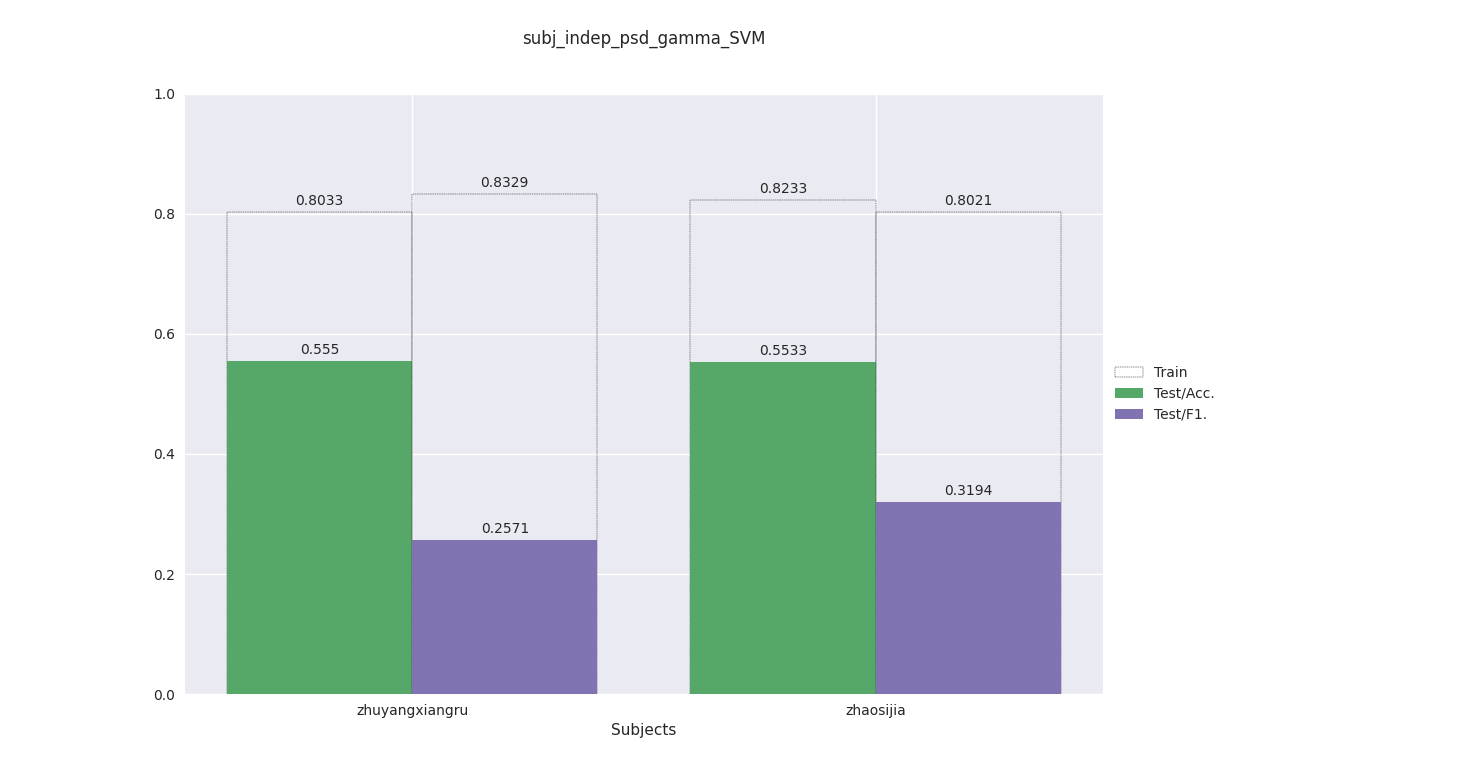 subj_indep_psd_gamma_SVM
1.0
0.8
0.6
0.4
0.2
0.0
0.8033
0.8329
0.8233
0.8021
0.555
0.2571
0.5533
0.3194
Train
Test/Acc.
Test/F1.
zhuyangxiangru
zhaosijia
Subjects